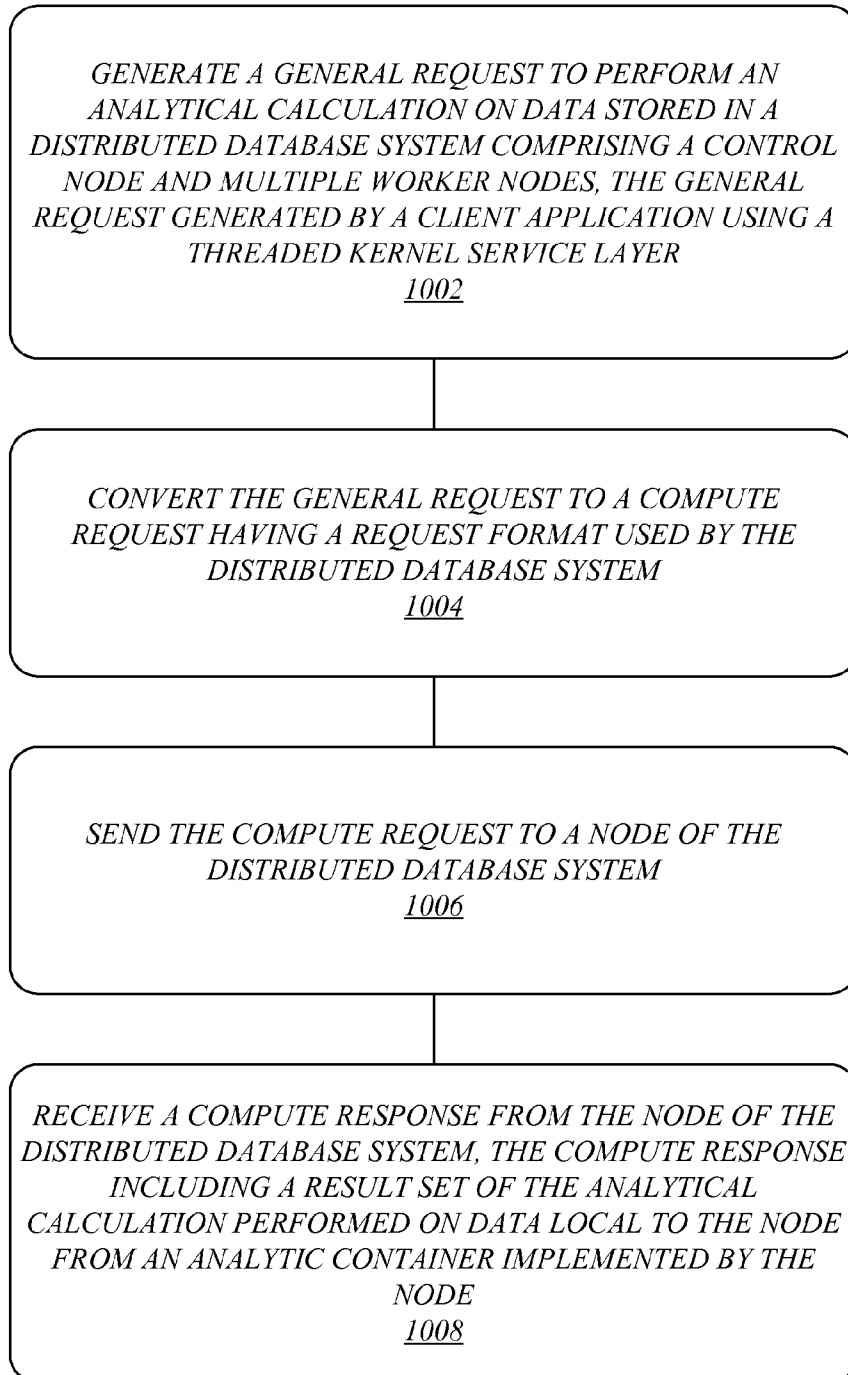 GENERATE A GENERAL REQUEST TO PERFORM AN
ANALYTICAL CALCULATION ON DATA STORED IN A
DISTRIBUTED DATABASE SYSTEM COMPRISING A CONTROL
NODE AND MULTIPLE WORKER NODES, THE GENERAL
REQUEST GENERATED BY A CLIENT APPLICATION USING A
THREADED KERNEL SERVICE LAYER
1002
CONVERT THE GENERAL REQUEST TO A COMPUTE
REQUEST HAVING A REQUEST FORMAT USED BY THE
DISTRIBUTED DATABASE SYSTEM
1004
SEND THE COMPUTE REQUEST TO A NODE OF THE
DISTRIBUTED DATABASE SYSTEM
1006
RECEIVE A COMPUTE RESPONSE FROM THE NODE OF THE
DISTRIBUTED DATABASE SYSTEM, THE COMPUTE RESPONSE
INCLUDING A RESULT SET OF THE ANALYTICAL
CALCULATION PERFORMED ON DATA LOCAL TO THE NODE
FROM AN ANALYTIC CONTAINER IMPLEMENTED BY THE
NODE
1008